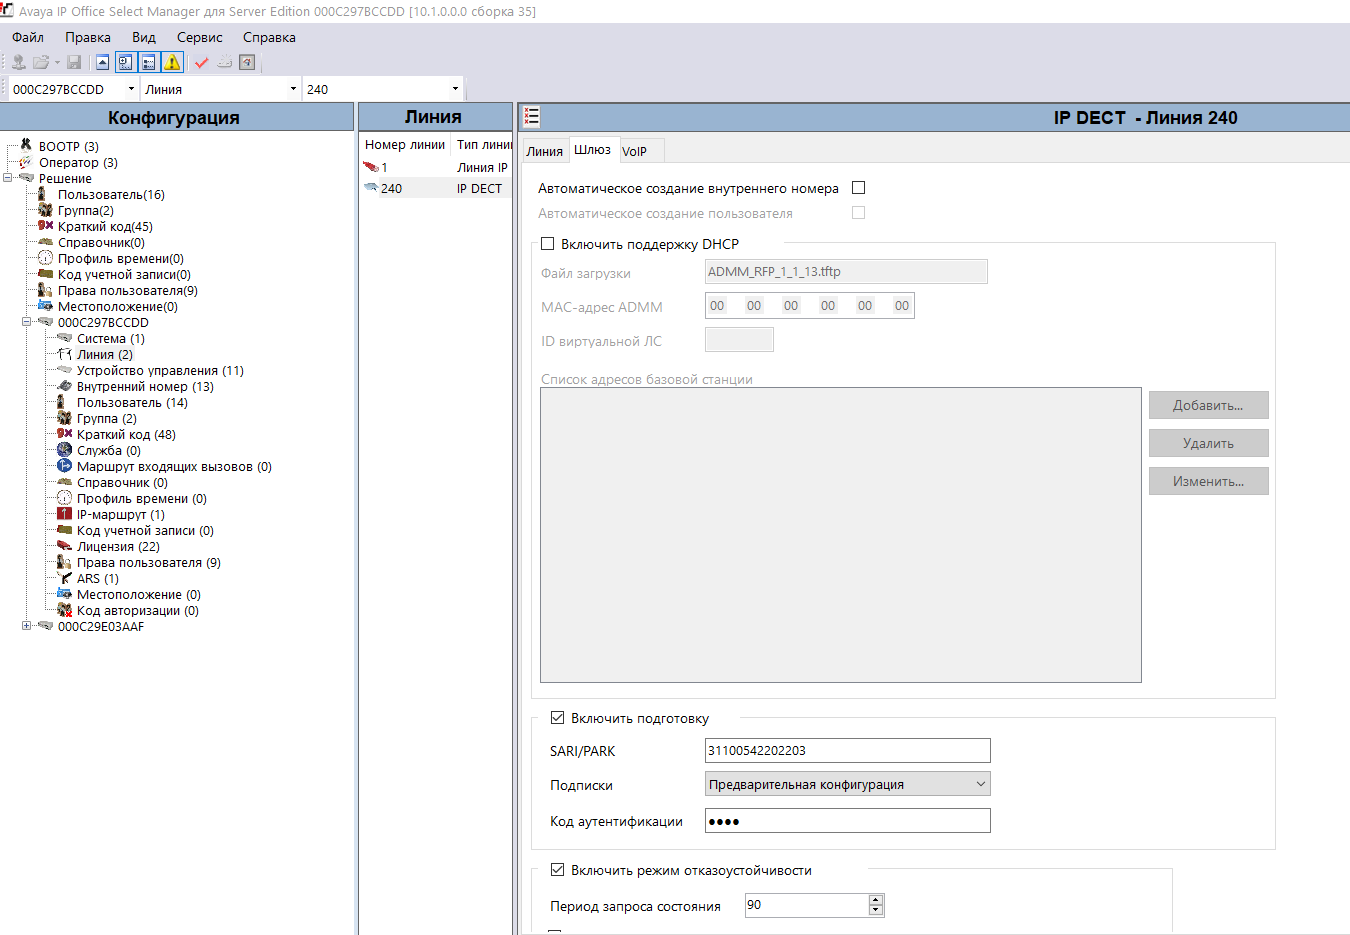 Avaya IP Office Select Manager для Server Edition 000C297BCCDD [10.1.0.0.0 сборка 35]
Файл Правка Вид Сервис Справка
000C297BCCDD Линия 240
Конфигурация
BOOTP (3)
Оператор (3)
Решение
Пользователь(16)
Группа(2)
Краткий код(45)
Справочник(0)
Профиль времени(0)
Код учетной записи(0)
Права пользователя(9)
Местоположение(0)
000C297BCCDD
Система (1)
Линия (2)
Устройство управления (11)
Внутренний номер (13)
Пользователь (14)
Группа (2)
Краткий код (48)
Служба (0)
Маршрут входящих вызовов (0)
Справочник (0)
Профиль времени (0)
IP-маршрут (1)
Код учетной записи (0)
Лицензия (22)
Права пользователя (9)
ARS (1)
Местоположение (0)
Код авторизации (0)
000C29E03AAF
Линия
Номер линии Тип лини
1 Линия IP
240 IP DECT
IP DECT - Линия 240
Линия Шлюз VoIP
Автоматическое создание внутреннего номера
Автоматическое создание пользователя
Включить поддержку DHCP
Файл загрузки ADMM_RFP_1_1_13.tftp
MAC-адрес ADMM 00 00 00 00 00 00
ID виртуальной ЛС
Список адресов базовой станции
Добавить...
Удалить
Изменить...
Включить подготовку
SARI/PARK 31100542202203
Подписки Предварительная конфигурация
Код аутентификации ●●●●
Включить режим отказоустойчивости
Период запроса состояния 90